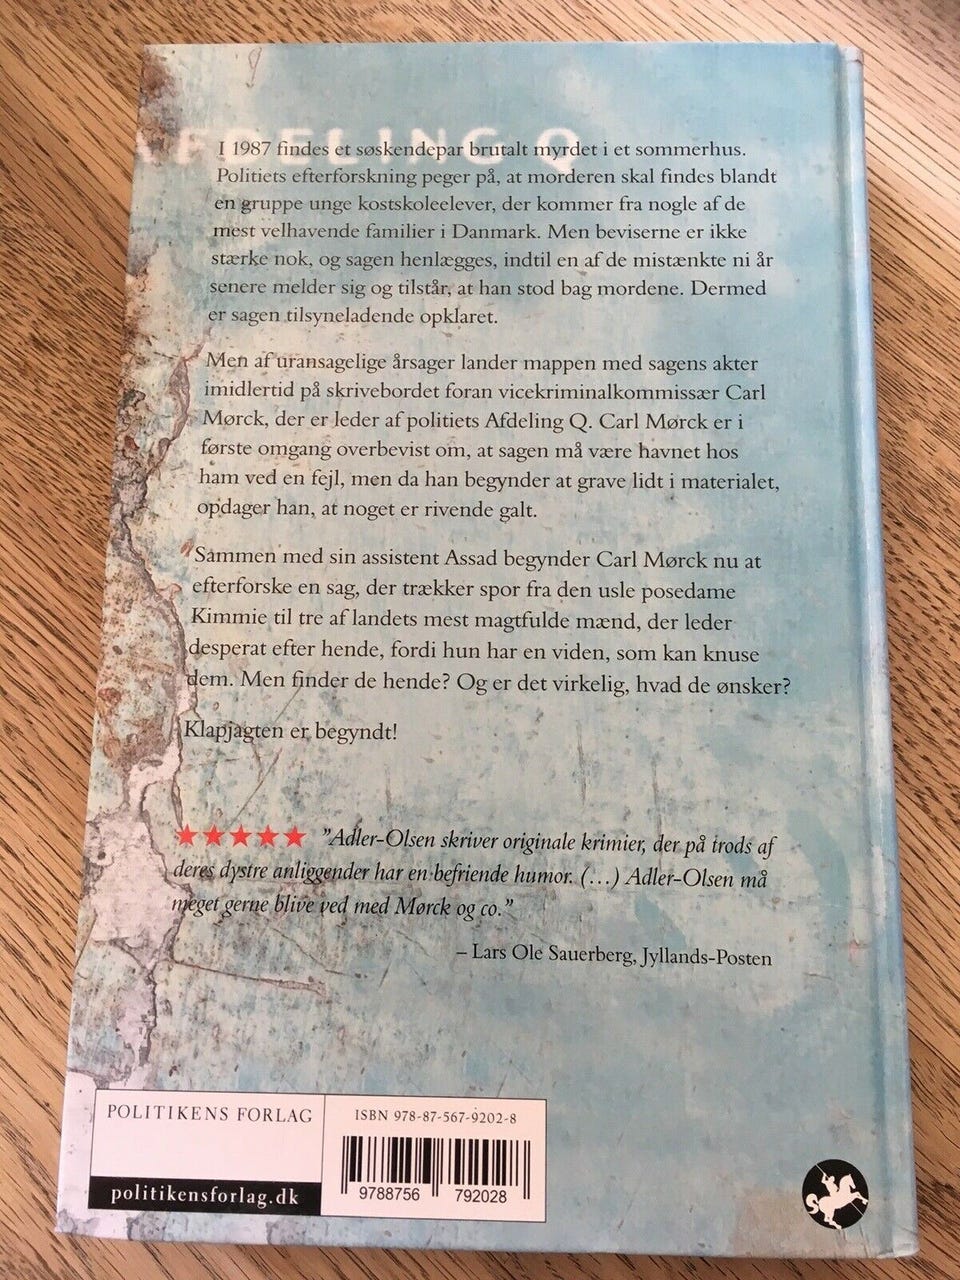 AFDELING Q
I 1987 findes et søskendepar brutalt myrdet i et sommerhus.
Politiets efterforskning peger på, at morderen skal findes blandt
en gruppe unge kostskoleelever, der kommer fra nogle af de
mest velhavende familier i Danmark. Men beviserne er ikke
stærke nok, og sagen henlægges, indtil en af de mistænkte ni år
senere melder sig og tilstår, at han stod bag mordene. Dermed
er sagen tilsyneladende opklaret.
Men af uransagelige årsager lander mappen med sagens akter
imidlertid på skrivebordet foran vicekriminalkommissær Carl
Mørck, der er leder af politiets Afdeling Q. Carl Mørck er i
første omgang overbevist om, at sagen må være havnet hos
ham ved en fejl, men da han begynder at grave lidt i materialet,
opdager han, at noget er rivende galt.
Sammen med sin assistent Assad begynder Carl Mørck nu at
efterforske en sag, der trækker spor fra den usle posedame
Kimmie til tre af landets mest magtfulde mænd, der leder
desperat efter hende, fordi hun har en viden, som kan knuse
dem. Men finder de hende? Og er det virkelig, hvad de ønsker?
Klapjagten er begyndt!
★★★★★ ”Adler-Olsen skriver originale krimier, der på trods af
deres dystre anliggender har en befriende humor. (…) Adler-Olsen må
meget gerne blive ved med Mørck og co.”
– Lars Ole Sauerberg, Jyllands-Posten
POLITIKENS FORLAG
politikensforlag.dk
ISBN 978-87-567-9202-8
9788756 792028